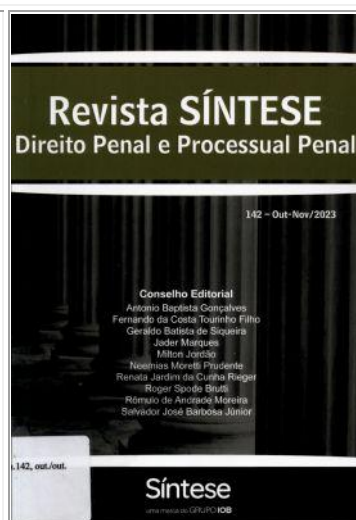 Revista SÍNTESE
Direito Penal e Processual Penal
142 – Out-Nov/2023
Conselho Editorial
Antonio Baptista Gonçalves
Fernando da Costa Tourinho Filho
Geraldo Batista de Siqueira
Jader Marques
Milton Jordão
Neemias Moretti Prudente
Renata Jardim da Cunha Rieger
Roger Spode Brutti
Rômulo de Andrade Moreira
Salvador José Barbosa Júnior
.142, out./out.
Síntese
uma marca do GRUPO IOB